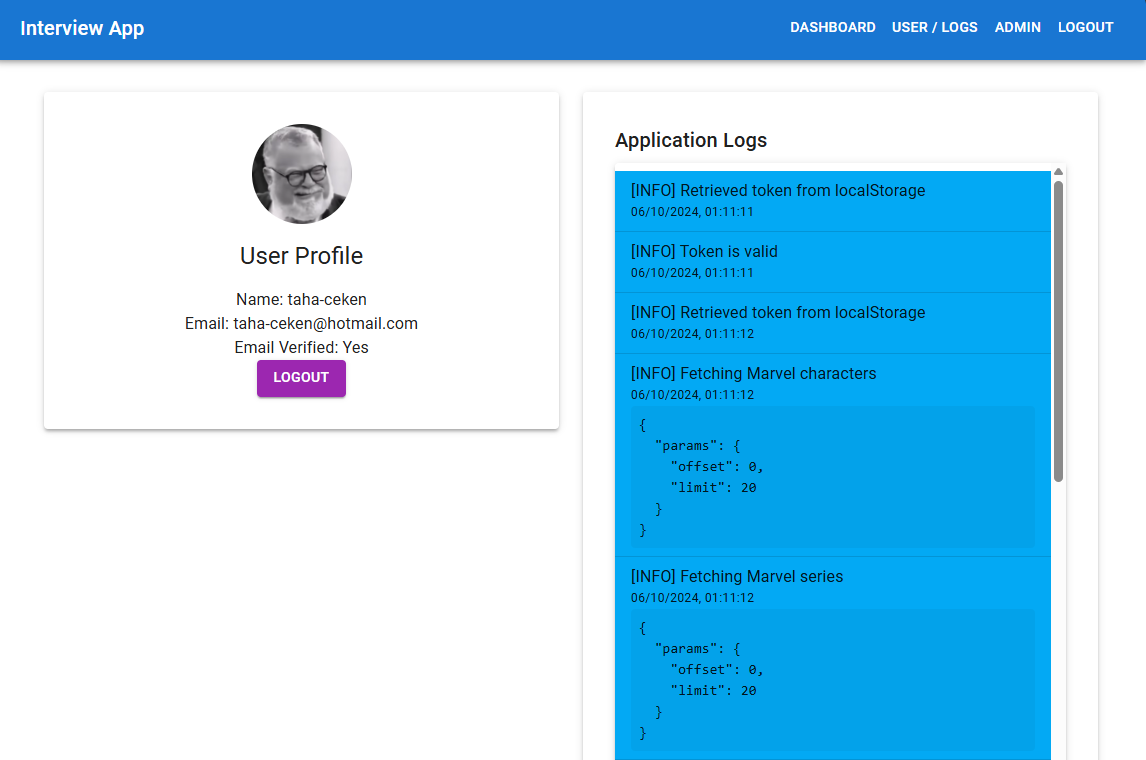 Interview App
DASHBOARD USER / LOGS ADMIN LOGOUT
User Profile
Name: taha-ceken
Email: taha-ceken@hotmail.com
Email Verified: Yes
LOGOUT
Application Logs
[INFO] Retrieved token from localStorage
06/10/2024, 01:11:11
[INFO] Token is valid
06/10/2024, 01:11:11
[INFO] Retrieved token from localStorage
06/10/2024, 01:11:12
[INFO] Fetching Marvel characters
06/10/2024, 01:11:12
{
  "params": {
    "offset": 0,
    "limit": 20
  }
}
[INFO] Fetching Marvel series
06/10/2024, 01:11:12
{
  "params": {
    "offset": 0,
    "limit": 20
  }
}